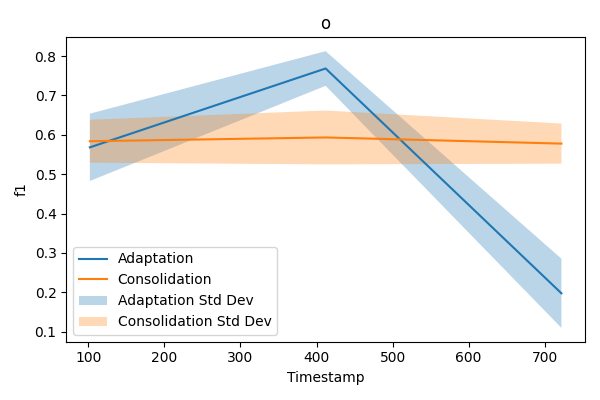 o
0.8
0.7
0.6
0.5
0.4
0.3
0.2
0.1
f1
Adaptation
Consolidation
Adaptation Std Dev
Consolidation Std Dev
100 200 300 400 500 600 700
Timestamp